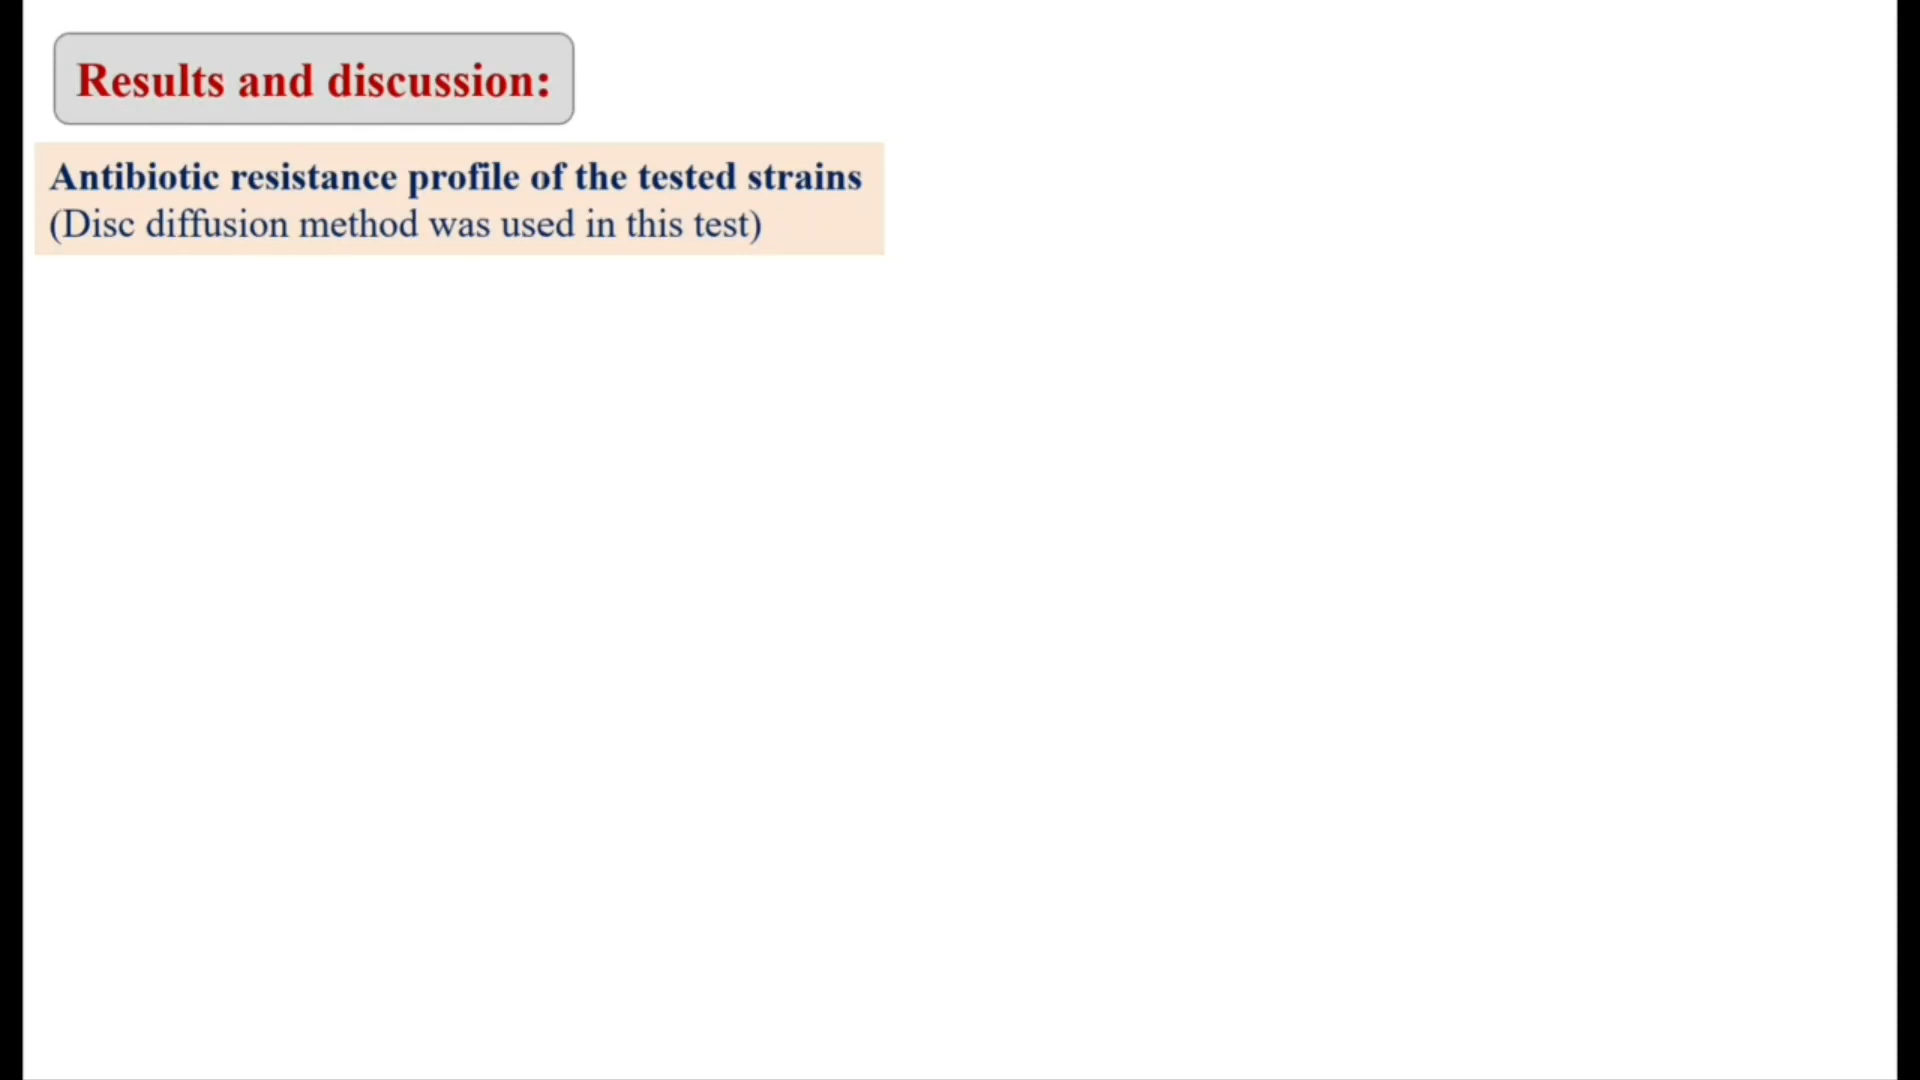 Results and discussion:
Antibiotic resistance profile of the tested strains
(Disc diffusion method was used in this test)